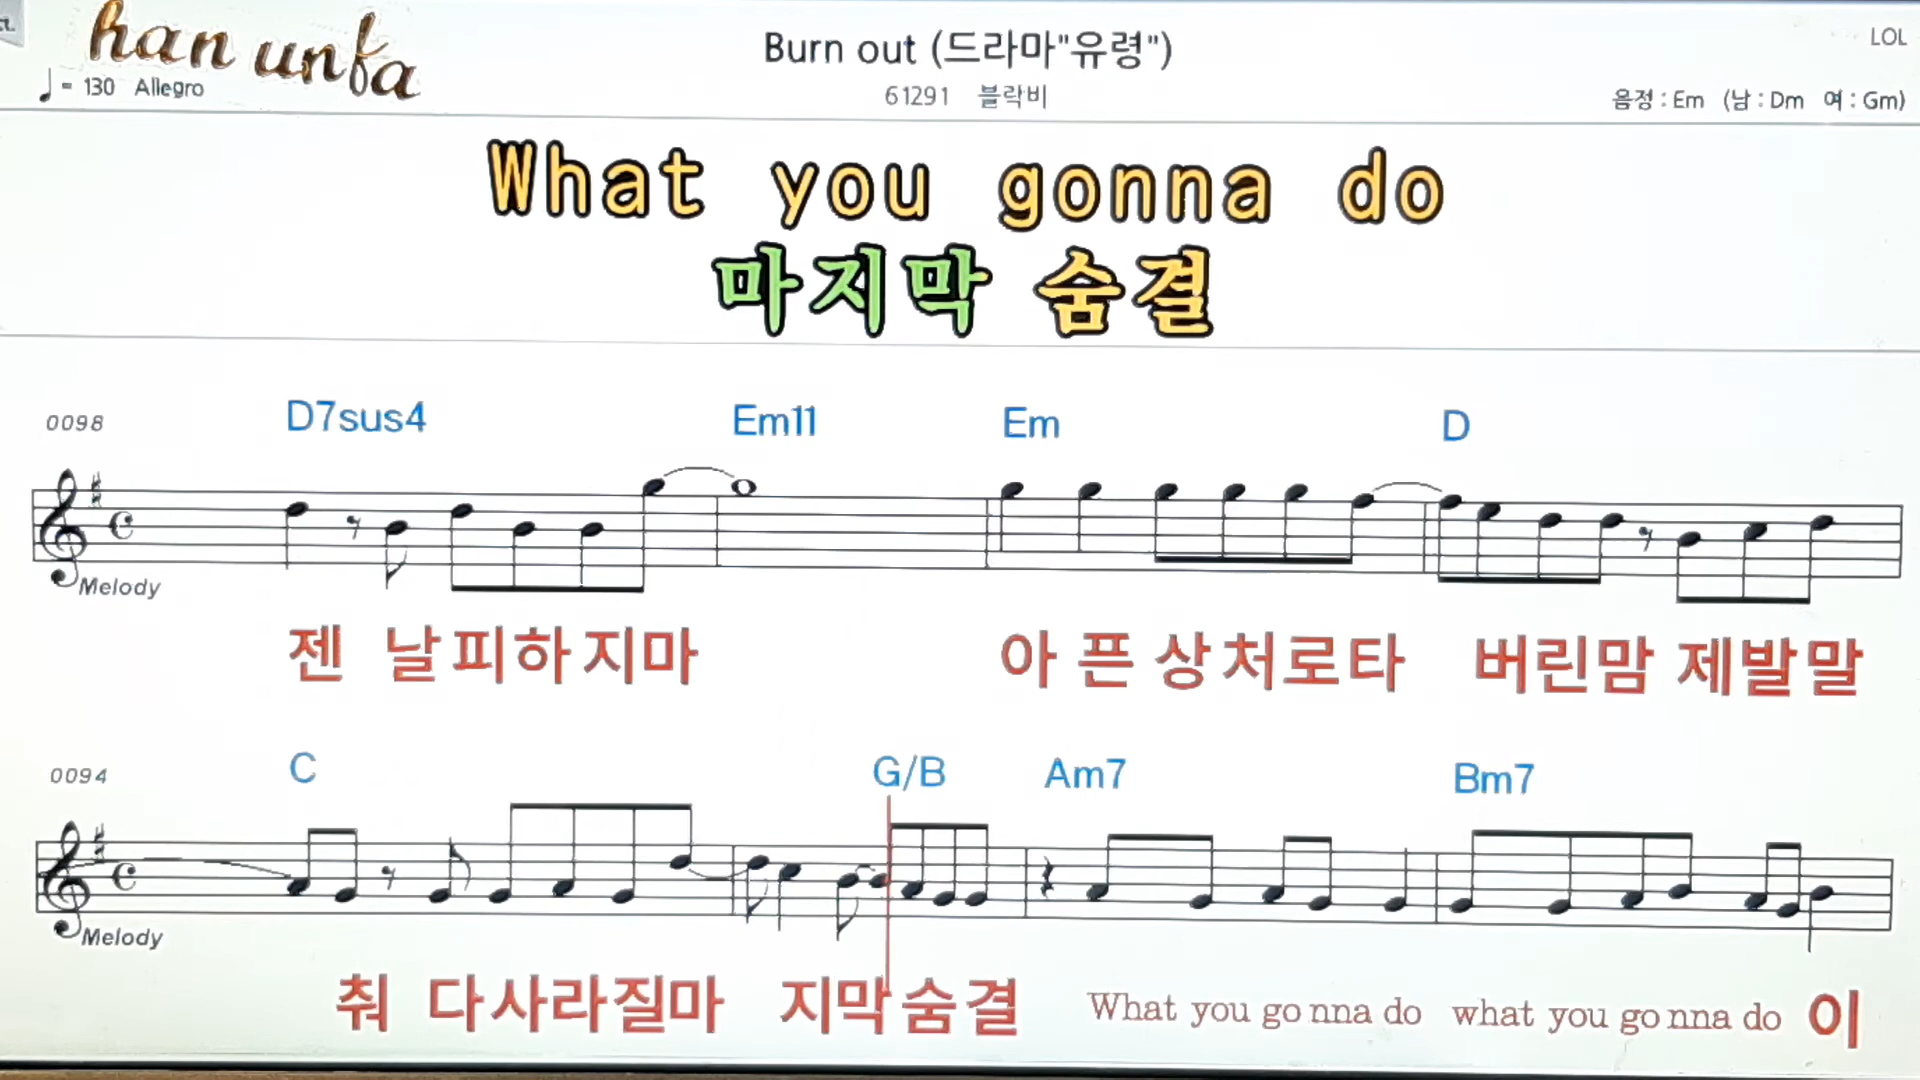 han unfa
Burn out (드라마"유령")
LOL
♩ = 130 Allegro
61291 블락비
음정 : Em (남 : Dm 여 : Gm)
What you gonna do
마지막 숨결
0098 D7sus4 Em11 Em D
Melody
젠 날피하지마 아픈상처로타 버린맘 제발말
0094 C G/B Am7 Bm7
Melody
춰 다사라질마 지막숨결 What you go nna do what you go nna do 이